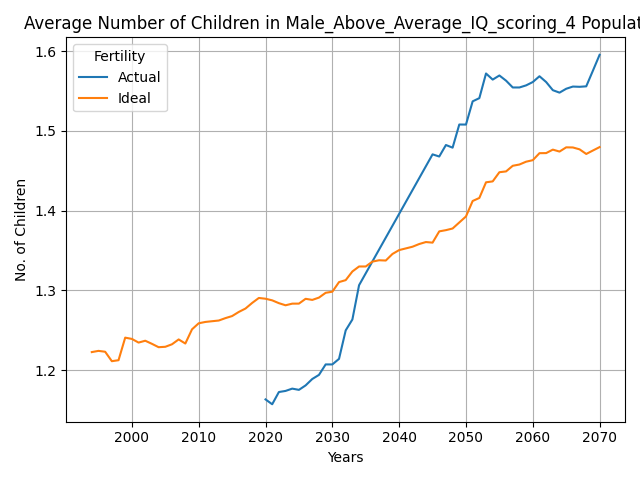 Average Number of Children in Male_Above_Average_IQ_scoring_4 Populat
Fertility
Actual
Ideal
No. of Children
1.6
1.5
1.4
1.3
1.2
2000 2010 2020 2030 2040 2050 2060 2070
Years